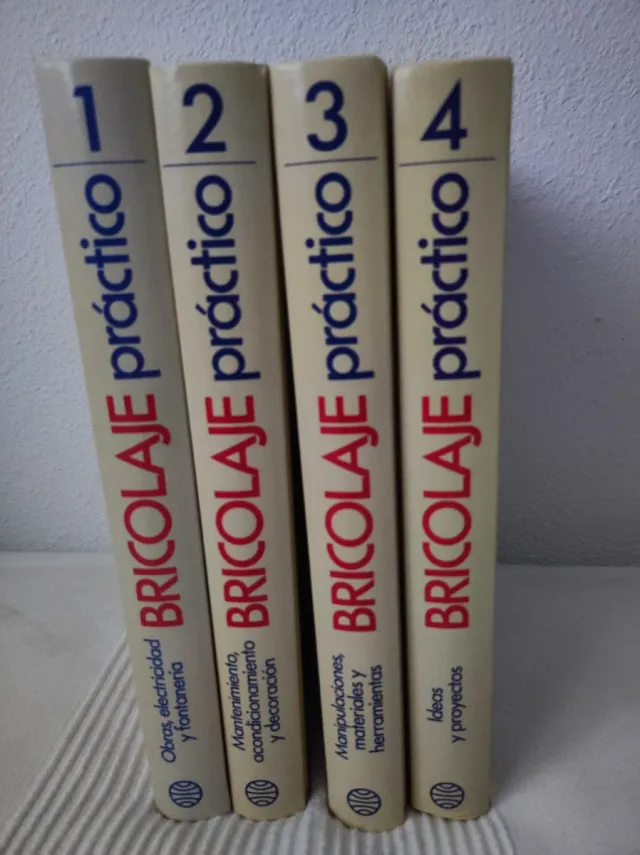 1
práctico
BRICOLAJE
Obras, electricidad
y fontanería
2
práctico
BRICOLAJE
Mantenimiento,
acondicionamiento
y decoración
3
práctico
BRICOLAJE
Manipulaciones,
materiales y
herramientas
4
práctico
BRICOLAJE
Ideas
y proyectos